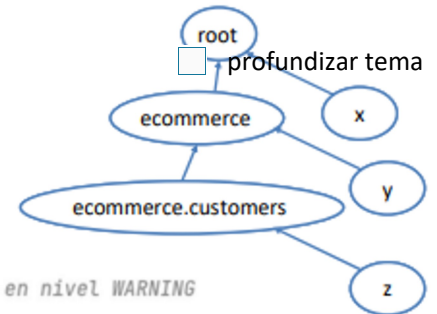 root
profundizar tema
ecommerce
x
y
ecommerce.customers
en nivel WARNING
z